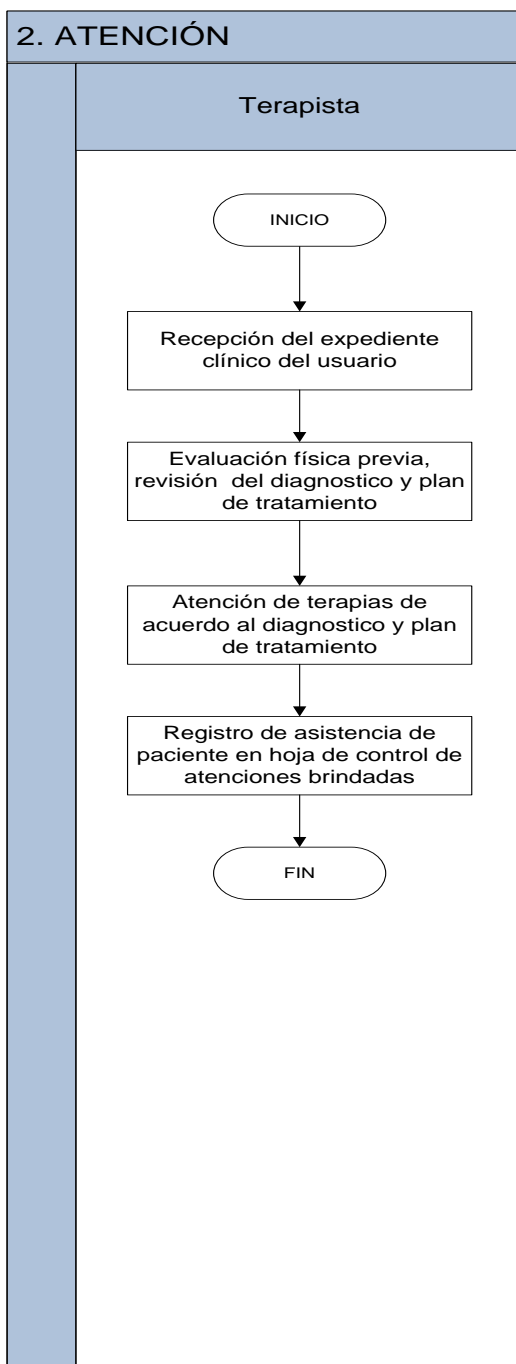 2. ATENCIÓN
Terapista
INICIO
Recepción del expediente
clínico del usuario
Evaluación física previa,
revisión  del diagnostico y plan
de tratamiento
Atención de terapias de
acuerdo al diagnostico y plan
de tratamiento
Registro de asistencia de
paciente en hoja de control de
atenciones brindadas
FIN